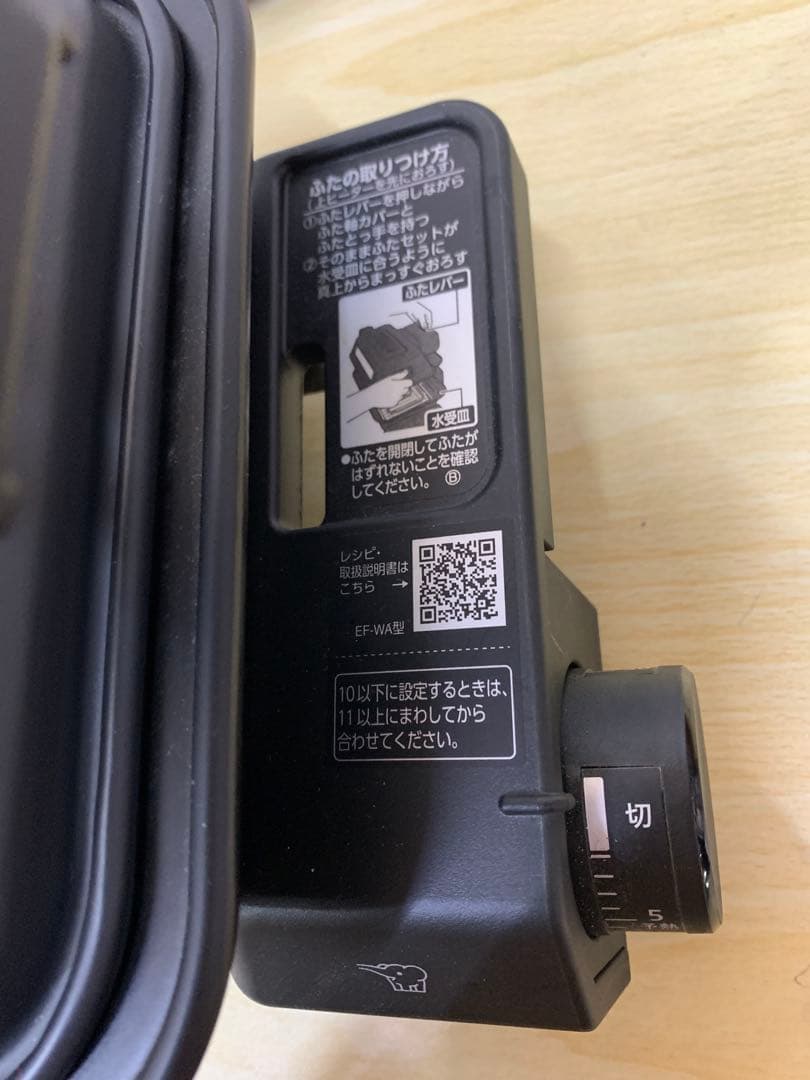 ふたの取りつけ方
(上ヒーターを先におろす)
①ふたレバーを押しながら
ふた軸カバーと
ふたとっ手を持つ
②そのままふたセットが
水受皿に合うように
真上からまっすぐおろす
ふたレバー
水受皿
●ふたを開閉してふたが
はずれないことを確認
してください。 Ⓑ
レシピ・
取扱説明書は
こちら →
EF-WA型
10以下に設定するときは、
11以上にまわしてから
合わせてください。
切
5
予熱